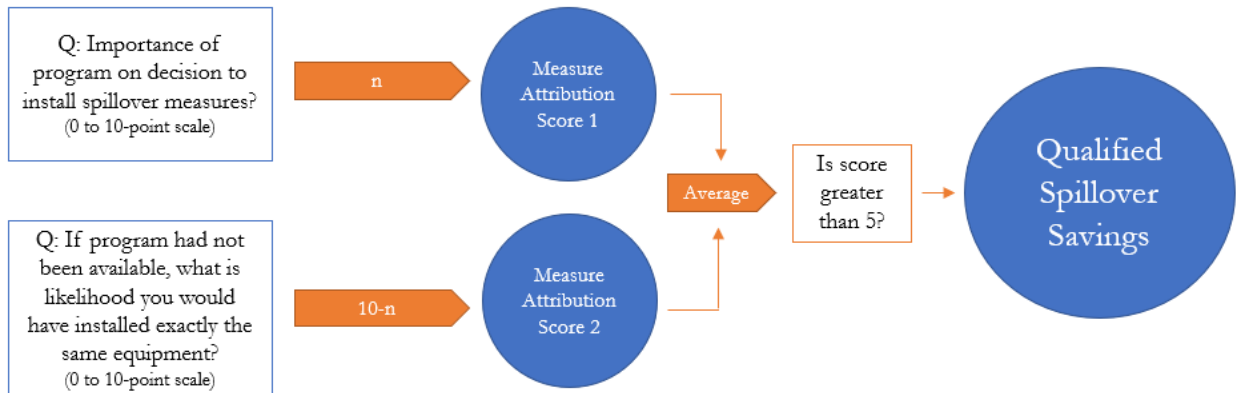 Q: Importance of
program on decision to
install spillover measures?
(0 to 10-point scale)
n
Measure
Attribution
Score 1
Q: If program had not
been available, what is
likelihood you would
have installed exactly the
same equipment?
(0 to 10-point scale)
10-n
Measure
Attribution
Score 2
Average
Is score
greater
than 5?
Qualified
Spillover
Savings